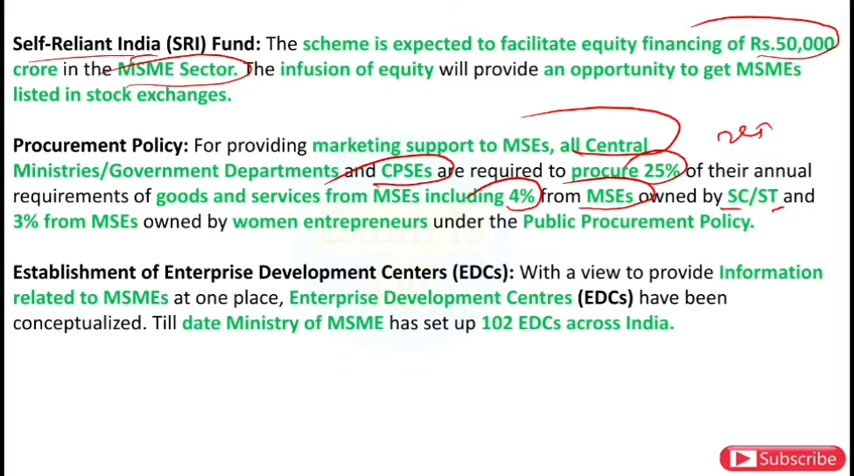 Self-Reliant India (SRI) Fund: The scheme is expected to facilitate equity financing of Rs.50,000
crore in the MSME Sector. The infusion of equity will provide an opportunity to get MSMEs
listed in stock exchanges.
Procurement Policy: For providing marketing support to MSEs, all Central
Ministries/Government Departments and CPSEs are required to procure 25% of their annual
requirements of goods and services from MSEs including 4% from MSEs owned by SC/ST and
3% from MSEs owned by women entrepreneurs under the Public Procurement Policy.
Establishment of Enterprise Development Centers (EDCs): With a view to provide Information
related to MSMEs at one place, Enterprise Development Centres (EDCs) have been
conceptualized. Till date Ministry of MSME has set up 102 EDCs across India.
Subscribe